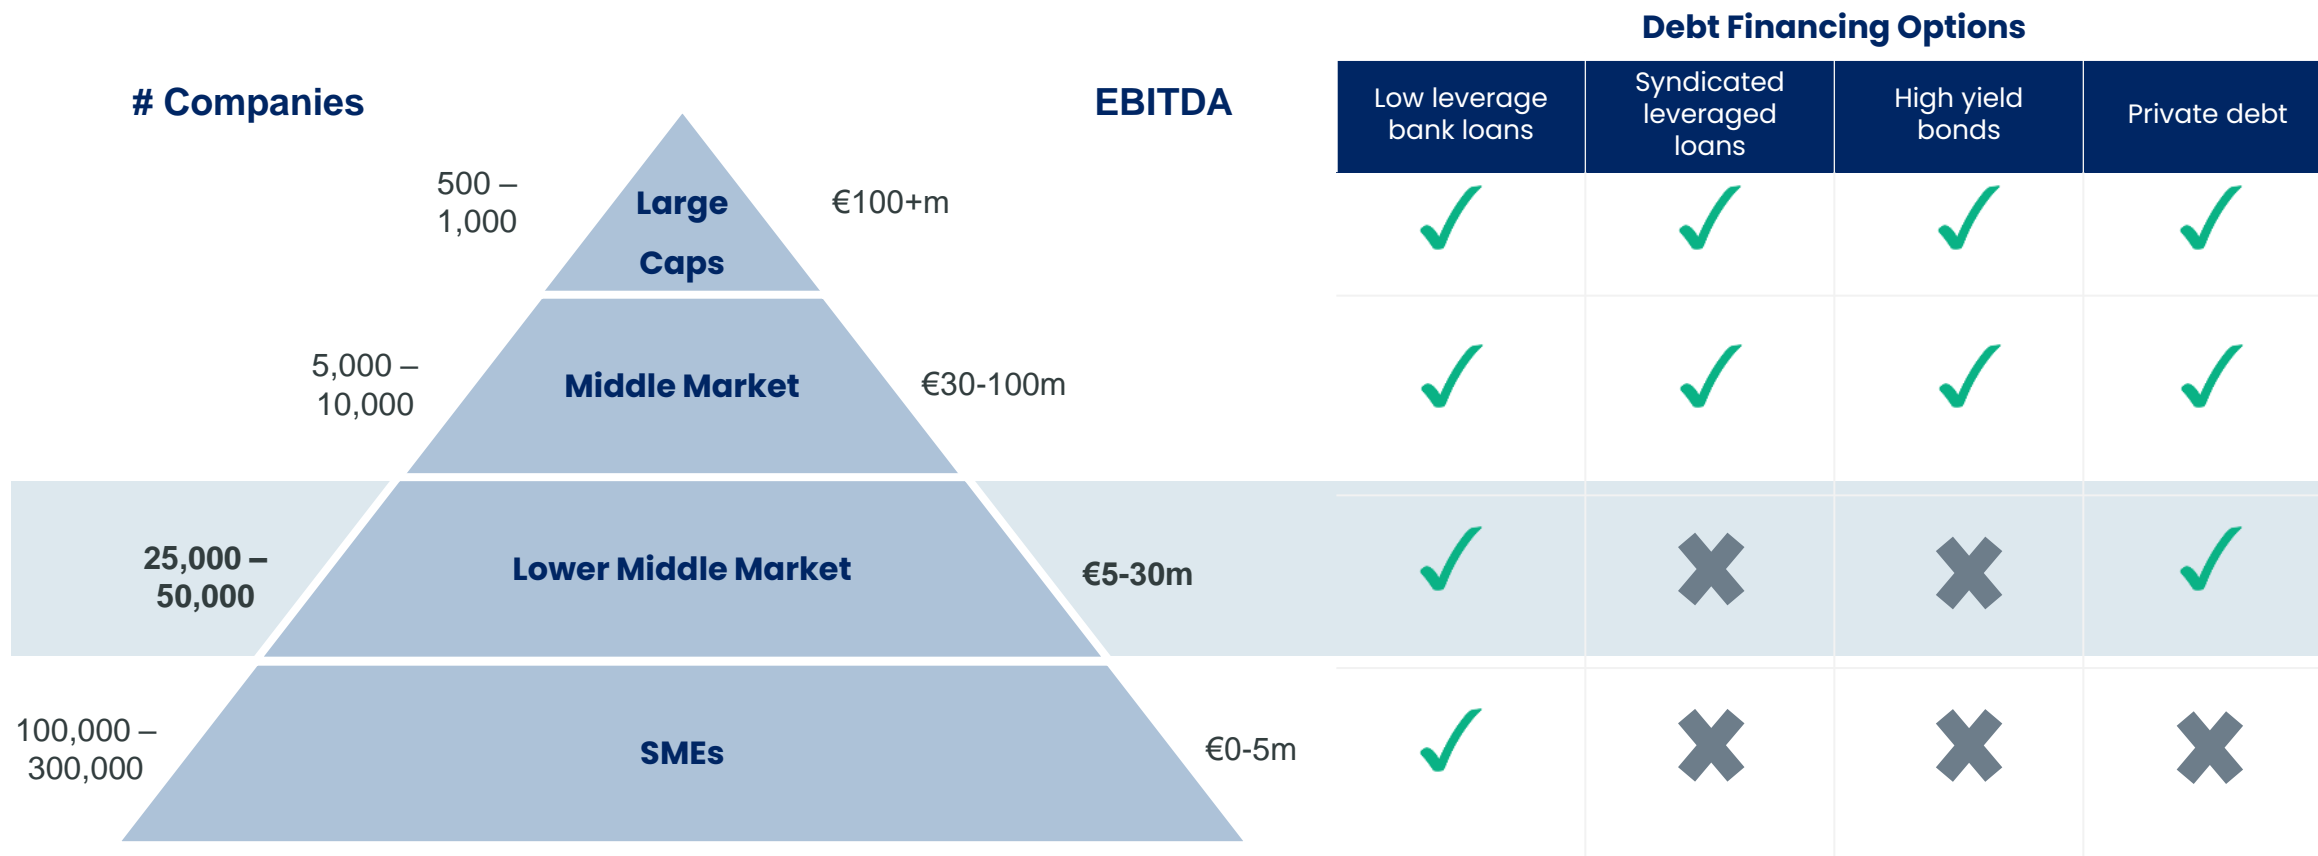 Debt Financing Options
# Companies
EBITDA
Low leverage
bank loans
Syndicated
leveraged
loans
High yield
bonds
Private debt
500 –
1,000
Large
Caps
€100+m
5,000 –
10,000
Middle Market
€30-100m
25,000 –
50,000
Lower Middle Market
€5-30m
100,000 –
300,000
SMEs
€0-5m